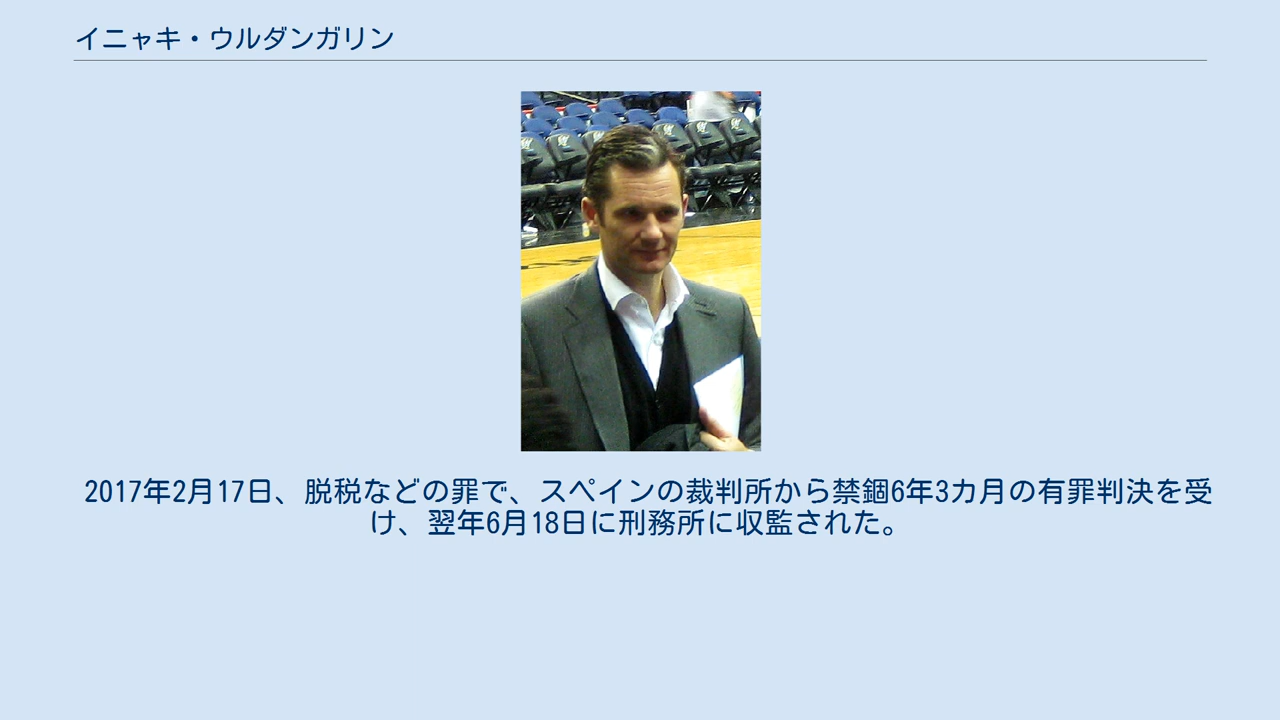 イニャキ・ウルダンガリン
2017年2月17日、脱税などの罪で、スペインの裁判所から禁錮6年3カ月の有罪判決を受
け、翌年6月18日に刑務所に収監された。